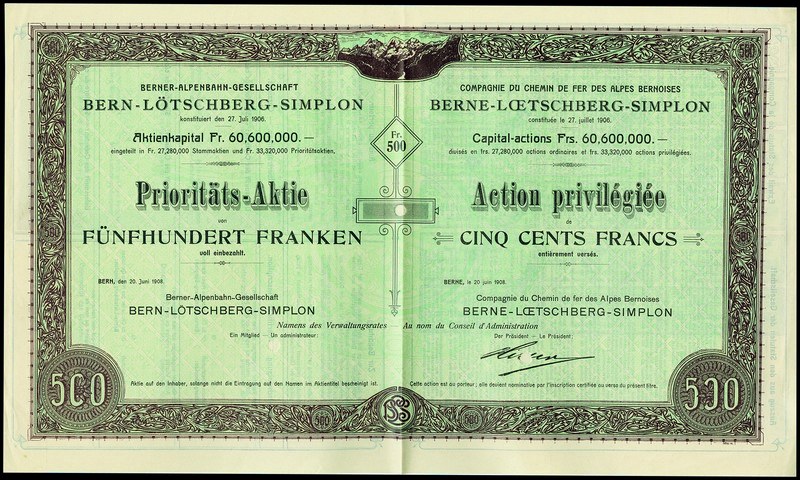 BERNER-ALPENBAHN-GESELLSCHAFT
BERN-LÖTSCHBERG-SIMPLON
konstituiert den 27. Juli 1906.
Aktienkapital Fr. 60,600,000.—
eingeteilt in Fr. 27,280,000 Stammaktien und Fr. 33,320,000 Prioritätsaktien.
Prioritäts-Aktie
von
FÜNFHUNDERT FRANKEN
voll einbezahlt.
BERN, den 20. Juni 1908.
Berner-Alpenbahn-Gesellschaft
BERN-LÖTSCHBERG-SIMPLON
Fr.
500
COMPAGNIE DU CHEMIN DE FER DES ALPES BERNOISES
BERNE-LŒTSCHBERG-SIMPLON
constituée le 27. juillet 1906.
Capital-actions Frs. 60,600,000.—
divisés en frs. 27,280,000 actions ordinaires et frs. 33,320,000 actions privilégiées.
Action privilégiée
de
CINQ CENTS FRANCS
entièrement versés.
BERNE, le 20 juin 1908.
Compagnie du Chemin de fer des Alpes Bernoises
BERNE-LŒTSCHBERG-SIMPLON
Namens des Verwaltungsrates — Au nom du Conseil d'Administration
Ein Mitglied — Un administrateur:
Der Präsident — Le Président:
Aktie auf den Inhaber, solange nicht die Eintragung auf den Namen im Aktientitel bescheinigt ist.
Cette action est au porteur; elle devient nominative par l'inscription certifiée au verso du présent titre.
500
500
500
500
BLS
580
580
580
580